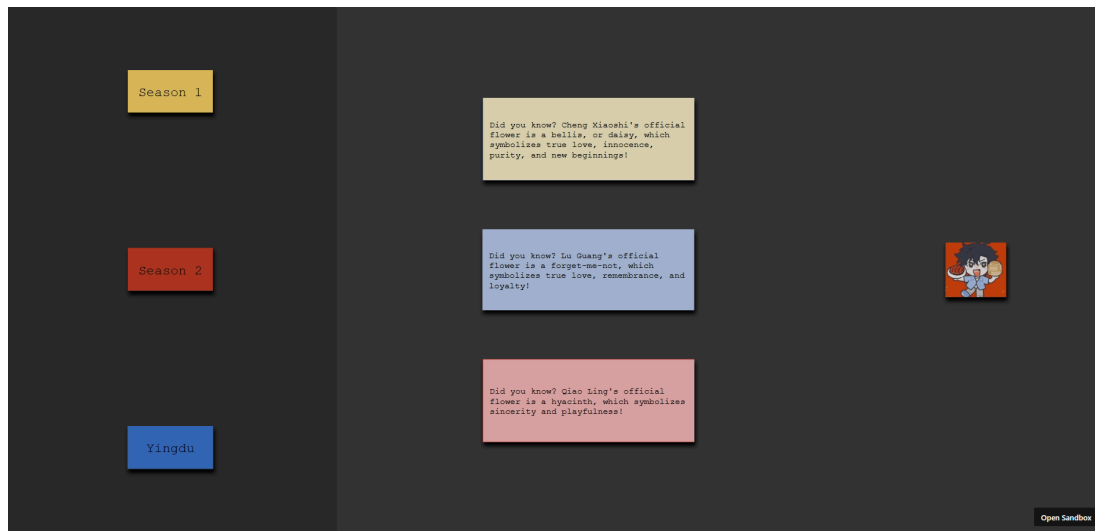 Season 1
Did you know? Cheng Xiaoshi's official
flower is a bellis, or daisy, which
symbolizes true love, innocence,
purity, and new beginnings!
Season 2
Did you know? Lu Guang's official
flower is a forget-me-not, which
symbolizes true love, remembrance, and
loyalty!
Yingdu
Did you know? Qiao Ling's official
flower is a hyacinth, which symbolizes
sincerity and playfulness!
Open Sandbox